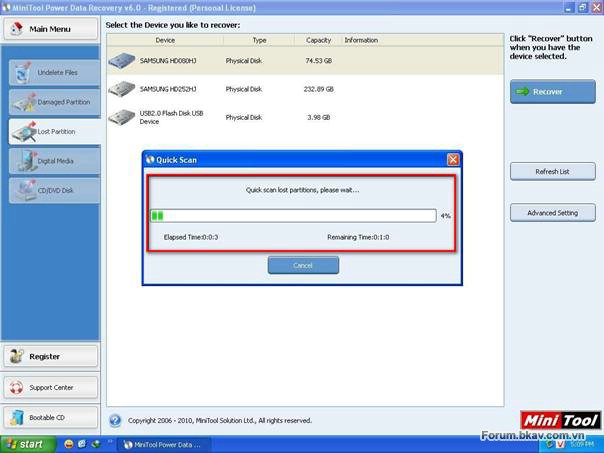 MiniTool Power Data Recovery v6.0 - Registered (Personal License)
Main Menu
Undelete Files
Damaged Partition
Lost Partition
Digital Media
CD/DVD Disk
Register
Support Center
Bootable CD
Select the Device you like to recover:
Device Type Capacity Information
SAMSUNG HD080HJ Physical Disk 74.53 GB
SAMSUNG HD252HJ Physical Disk 232.89 GB
USB2.0 Flash Disk USB Physical Disk 3.98 GB
Device
Quick Scan
Quick scan lost partitions, please wait...
4%
Elapsed Time:0:0:3 Remaining Time:0:1:0
Cancel
Click "Recover" button
when you have the
device selected.
Recover
Refresh List
Advanced Setting
Copyright 2006 - 2010, MiniTool Solution Ltd., All rights reserved.
Mini Tool
Forum.bkav.com.vn
start
MiniTool Power Data ...
V
5:09 PM